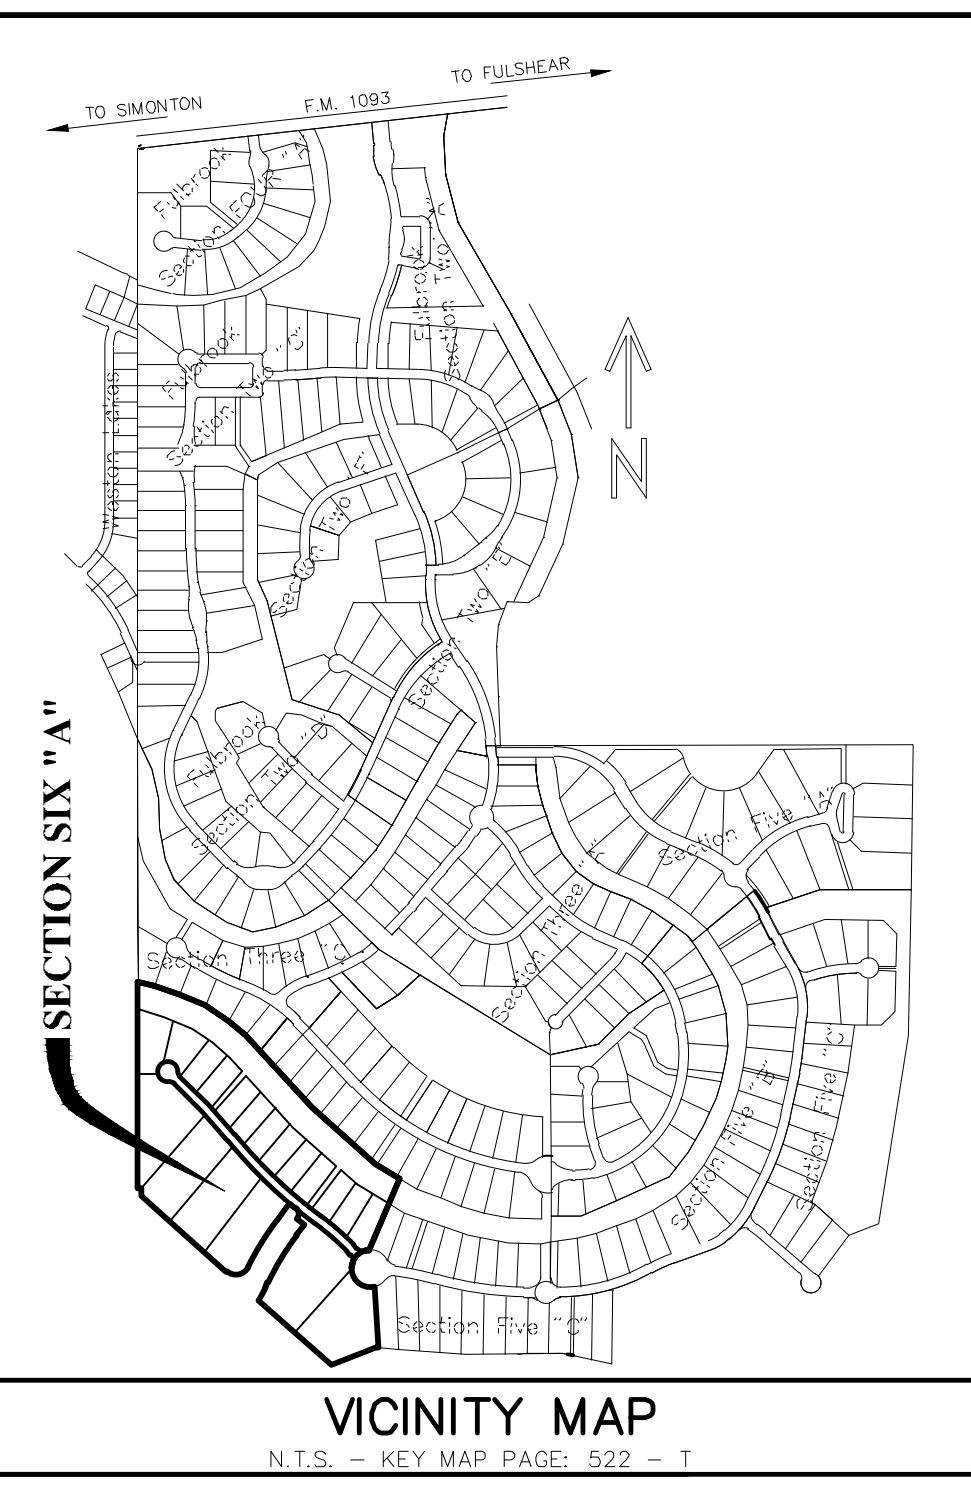 TO FULSHEAR
TO SIMONTON
F.M. 1093
Fulbrook
Section FOUR "A"
Fulbrook
Section TWO "A"
Fulbrook
Section TWO "C"
Weston Lakes
N
Section TWO "F"
Section TWO "E"
Fulbrook
Section Two "D"
Section Five "A"
SECTION SIX "A"
Section Three "A"
Section Three "C"
Section Five "B"
Section Five "C"
Section Five "C"
VICINITY MAP
N.T.S. – KEY MAP PAGE: 522 – T